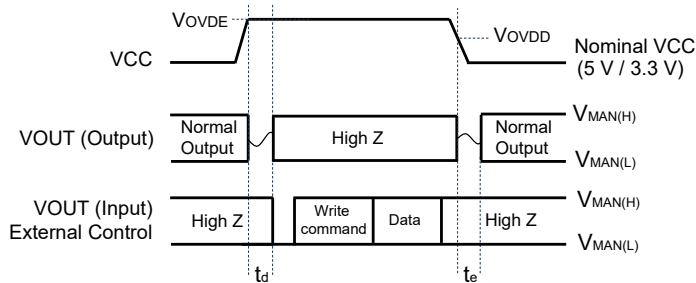 VOVDE
VCC
VOVDD
Nominal VCC
(5 V / 3.3 V)
VOUT (Output)
Normal
Output
High Z
Normal
Output
VMAN(H)
VMAN(L)
VOUT (Input)
External Control
High Z
Write
command
Data
High Z
VMAN(H)
VMAN(L)
td
te